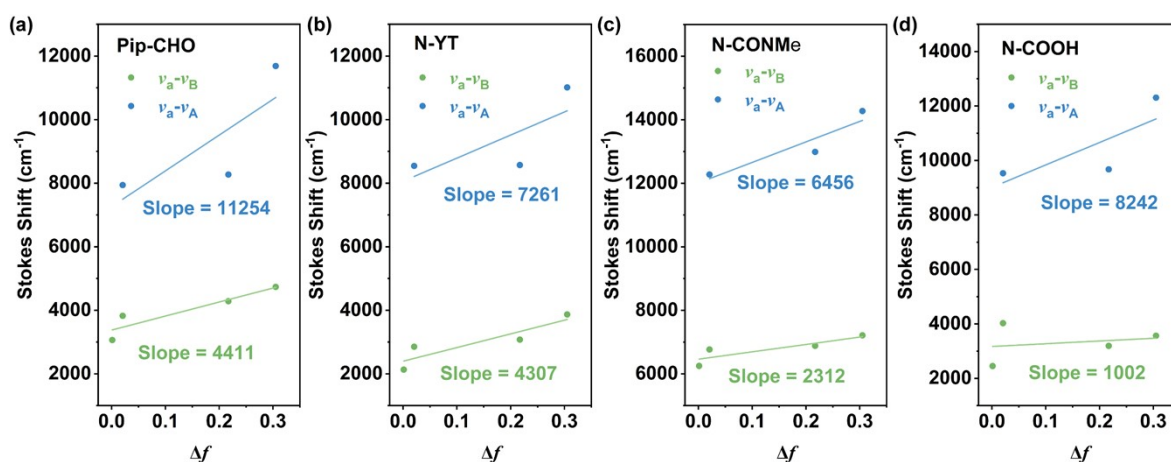 (a)
Pip-CHO
νa-νB
νa-νA
Slope = 11254
Slope = 4411
Stokes Shift (cm-1)
12000
10000
8000
6000
4000
2000
0.0 0.1 0.2 0.3
Δf
(b)
N-YT
νa-νB
νa-νA
Slope = 7261
Slope = 4307
Stokes Shift (cm-1)
12000
10000
8000
6000
4000
2000
0.0 0.1 0.2 0.3
Δf
(c)
N-CONMe
νa-νB
νa-νA
Slope = 6456
Slope = 2312
Stokes Shift (cm-1)
16000
14000
12000
10000
8000
6000
0.0 0.1 0.2 0.3
Δf
(d)
N-COOH
νa-νB
νa-νA
Slope = 8242
Slope = 1002
Stokes Shift (cm-1)
14000
12000
10000
8000
6000
4000
2000
0.0 0.1 0.2 0.3
Δf